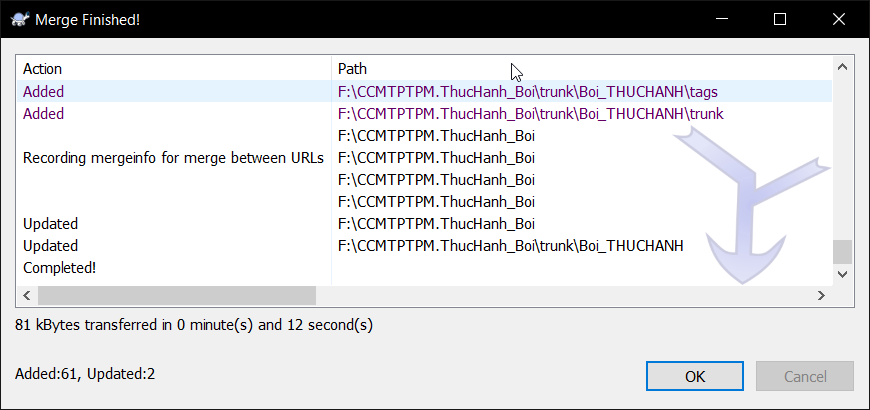 Merge Finished!
Action Path
Added F:\CCMTPTPM.ThucHanh_Boi\trunk\Boi_THUCHANH\tags
Added F:\CCMTPTPM.ThucHanh_Boi\trunk\Boi_THUCHANH\trunk
F:\CCMTPTPM.ThucHanh_Boi
Recording mergeinfo for merge between URLs F:\CCMTPTPM.ThucHanh_Boi
F:\CCMTPTPM.ThucHanh_Boi
F:\CCMTPTPM.ThucHanh_Boi
Updated F:\CCMTPTPM.ThucHanh_Boi
Updated F:\CCMTPTPM.ThucHanh_Boi\trunk\Boi_THUCHANH
Completed!
81 kBytes transferred in 0 minute(s) and 12 second(s)
Added:61, Updated:2
OK Cancel